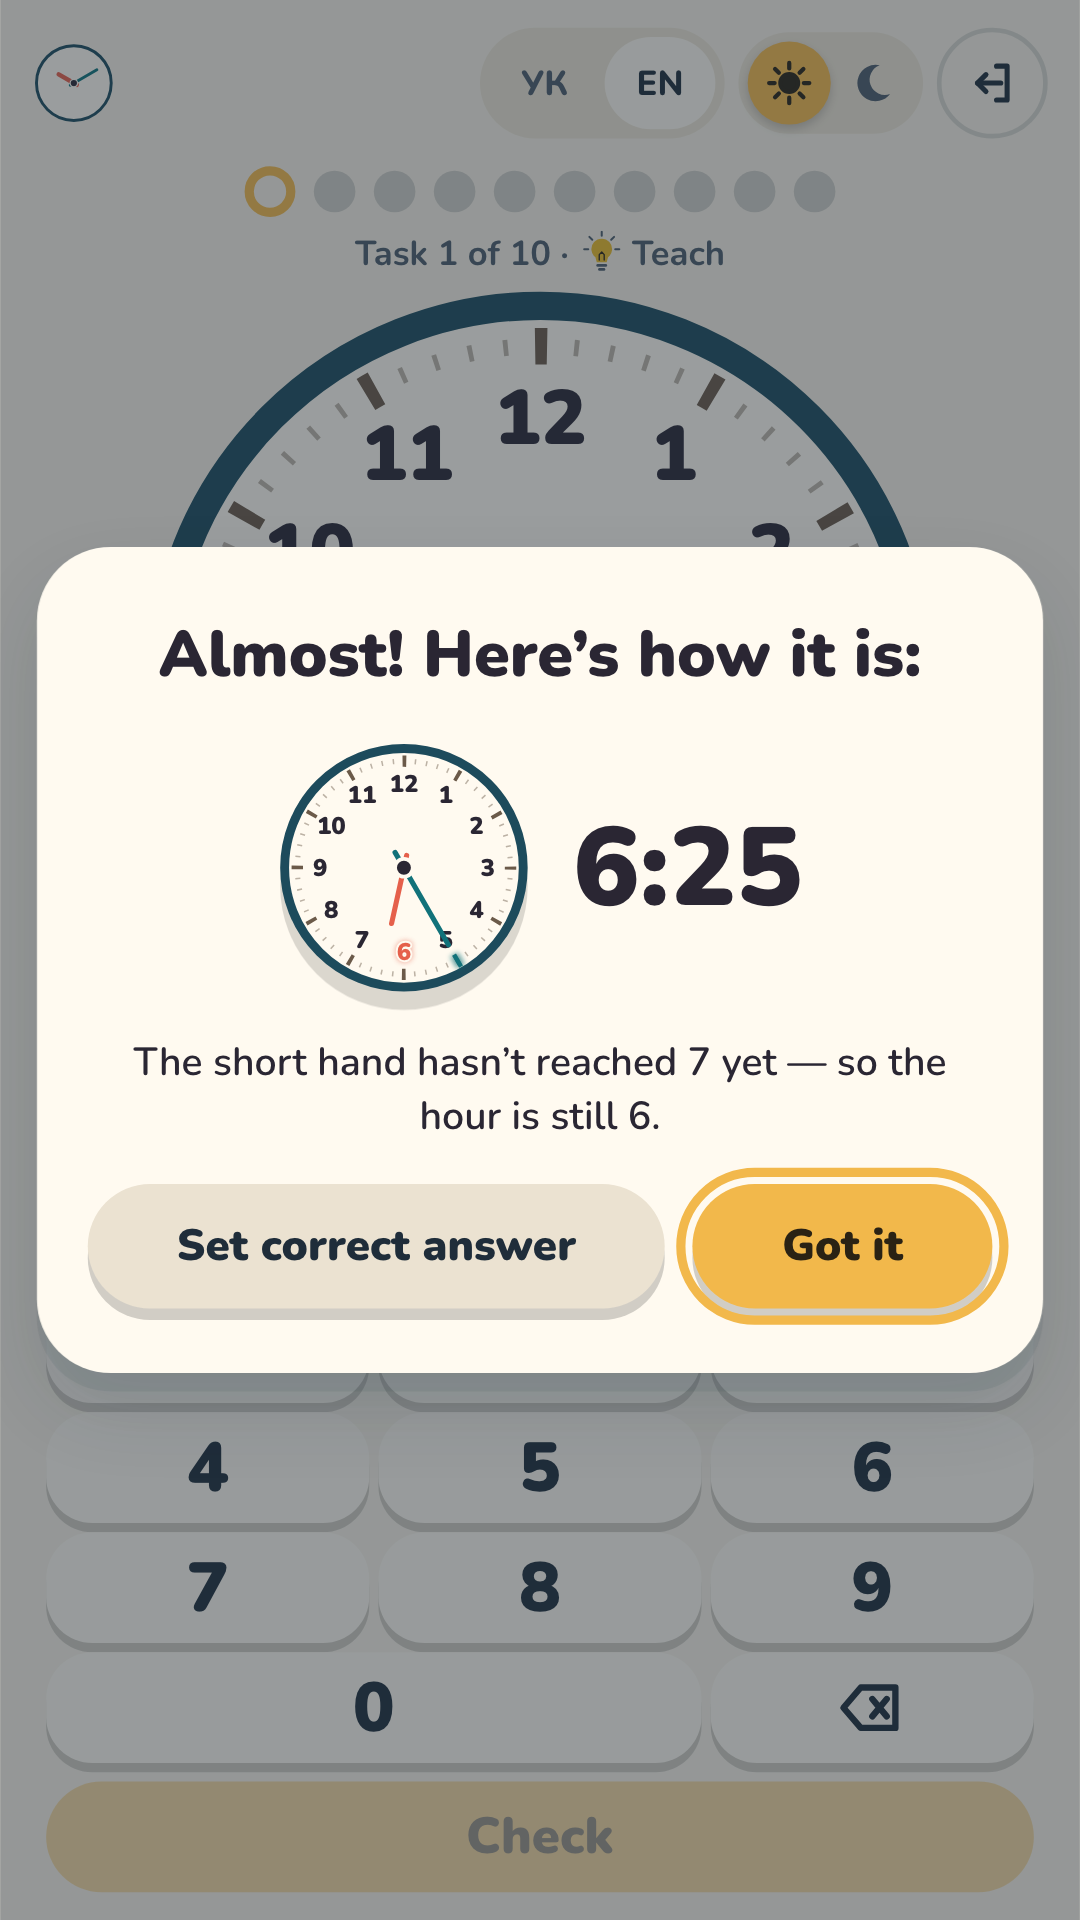 УК EN
Task 1 of 10 · Teach
12
11 1
10 2
Almost! Here's how it is:
12
11 1
10 2
9 3
8 4
7 5
6
6:25
The short hand hasn't reached 7 yet — so the
hour is still 6.
Set correct answer Got it
4 5 6
7 8 9
0
Check